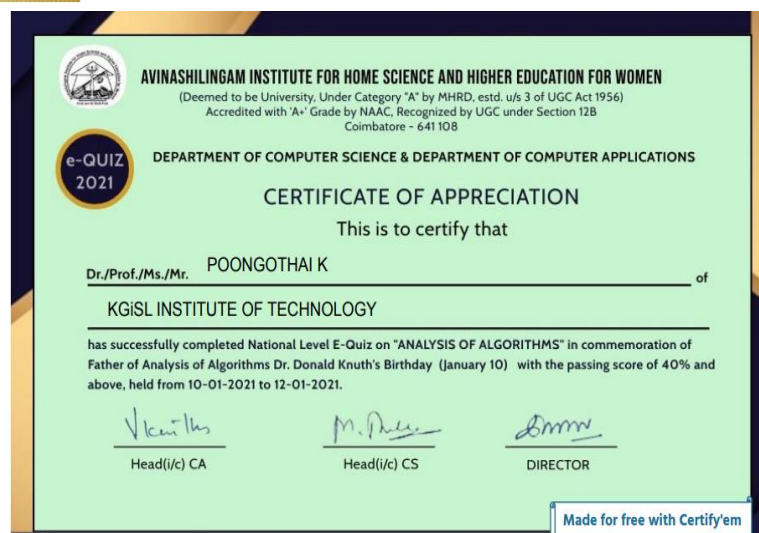 AVINASHILINGAM INSTITUTE FOR HOME SCIENCE AND HIGHER EDUCATION FOR WOMEN
(Deemed to be University, Under Category "A" by MHRD, estd. u/s 3 of UGC Act 1956)
Accredited with 'A+' Grade by NAAC, Recognized by UGC under Section 12B
Coimbatore - 641 108
e-QUIZ
2021
DEPARTMENT OF COMPUTER SCIENCE & DEPARTMENT OF COMPUTER APPLICATIONS
CERTIFICATE OF APPRECIATION
This is to certify that
Dr./Prof./Ms./Mr. POONGOTHAI K of
KGiSL INSTITUTE OF TECHNOLOGY
has successfully completed National Level E-Quiz on "ANALYSIS OF ALGORITHMS" in commemoration of
Father of Analysis of Algorithms Dr. Donald Knuth's Birthday (January 10) with the passing score of 40% and
above, held from 10-01-2021 to 12-01-2021.
Head(i/c) CA Head(i/c) CS DIRECTOR
Made for free with Certify'em